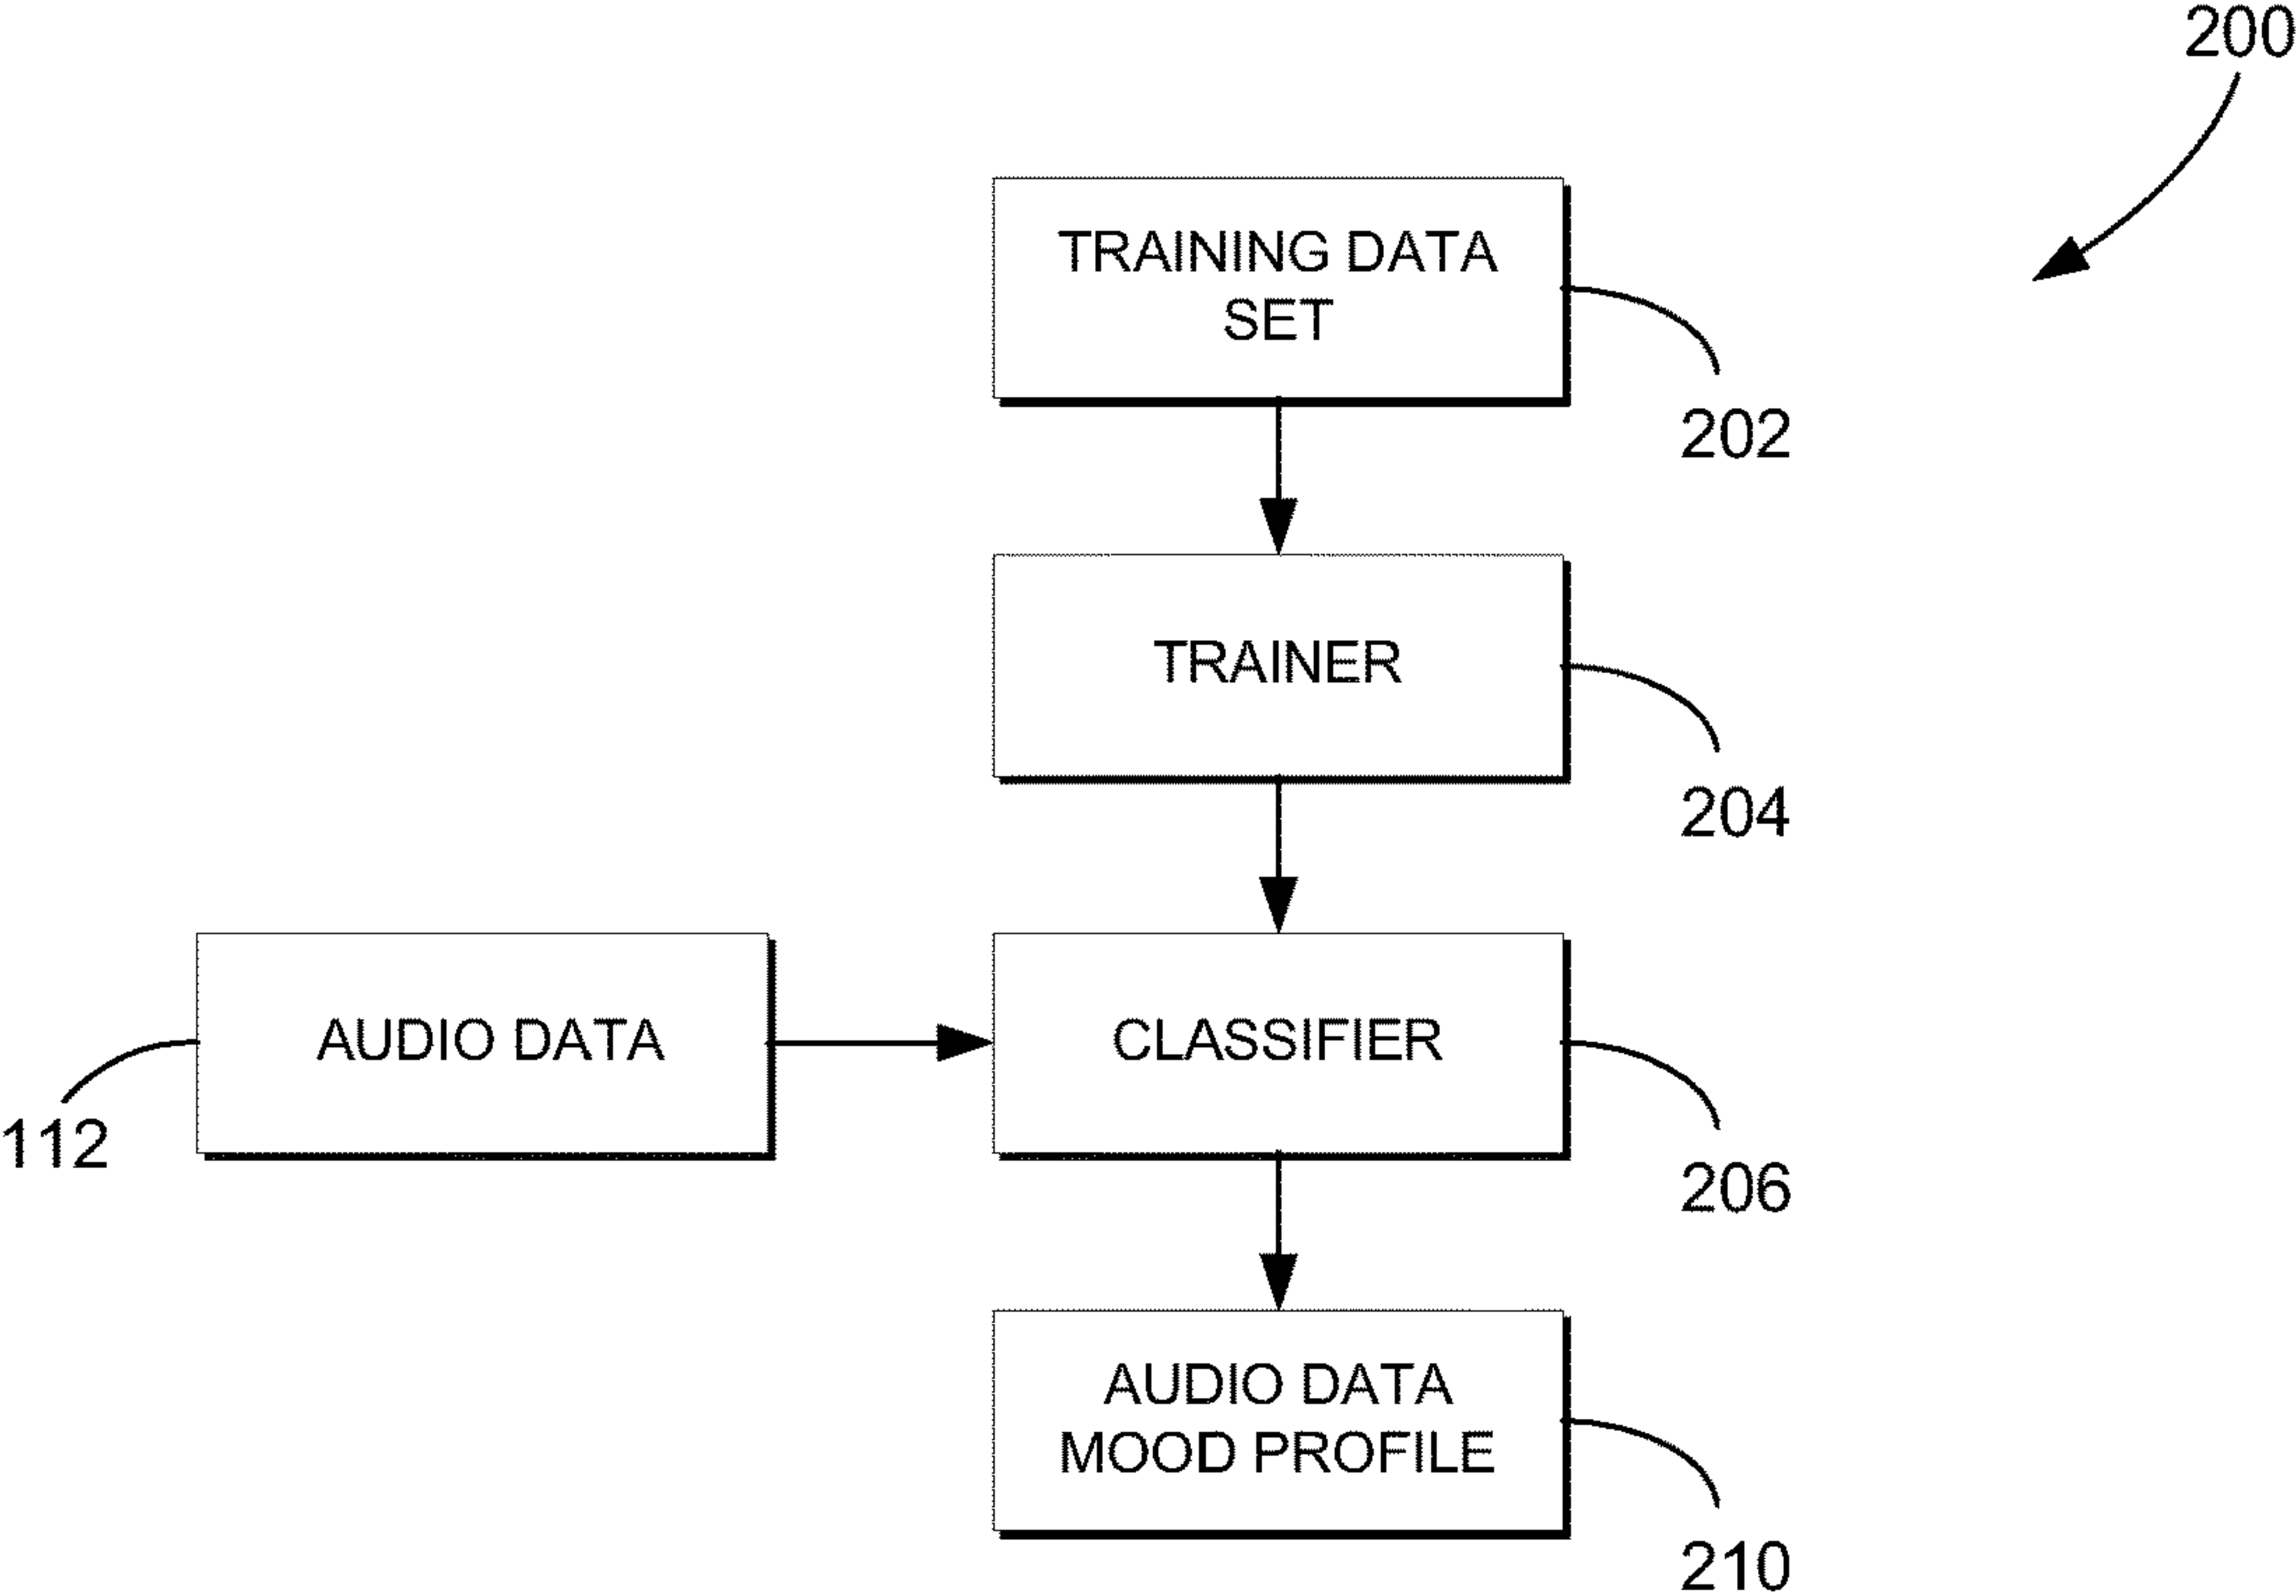 200
TRAINING DATA
SET
202
TRAINER
204
AUDIO DATA
CLASSIFIER
112
206
AUDIO DATA
MOOD PROFILE
210